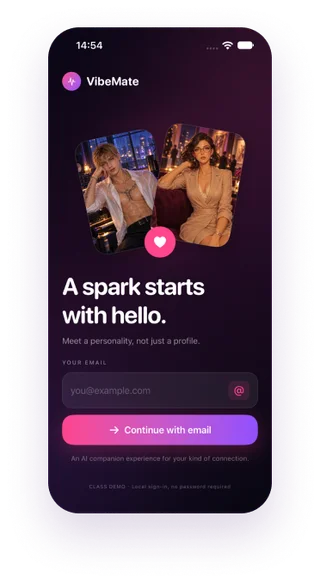 14:54
VibeMate
A spark starts
with hello.
Meet a personality, not just a profile.
YOUR EMAIL
you@example.com
@
→ Continue with email
An AI companion experience for your kind of connection.
CLASS DEMO · Local sign-in, no password required